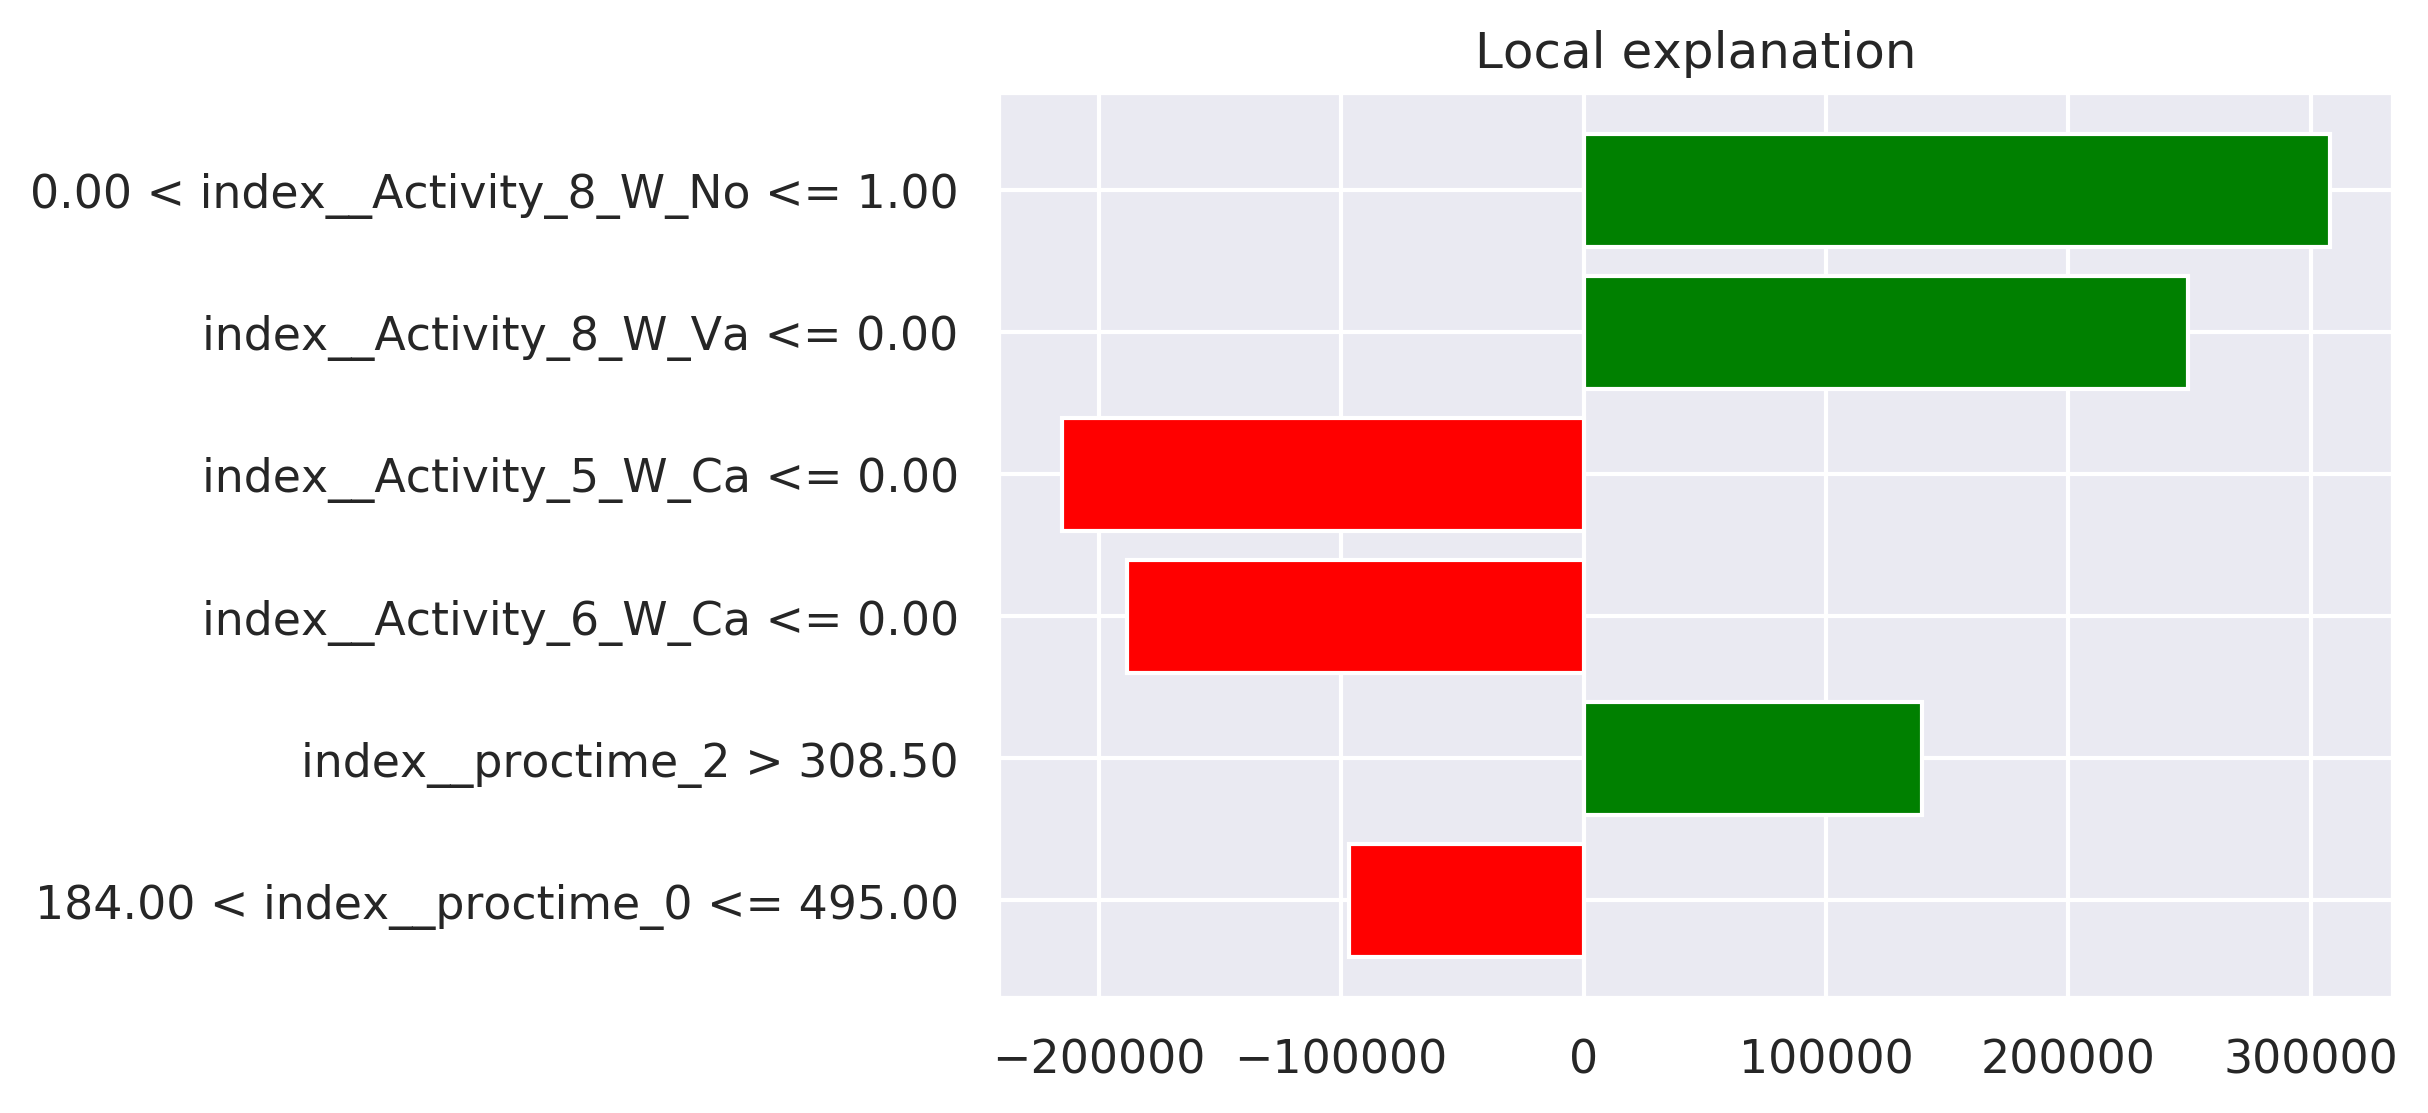 Local explanation
0.00 < index__Activity_8_W_No <= 1.00
index__Activity_8_W_Va <= 0.00
index__Activity_5_W_Ca <= 0.00
index__Activity_6_W_Ca <= 0.00
index__proctime_2 > 308.50
184.00 < index__proctime_0 <= 495.00
−200000 −100000 0 100000 200000 300000